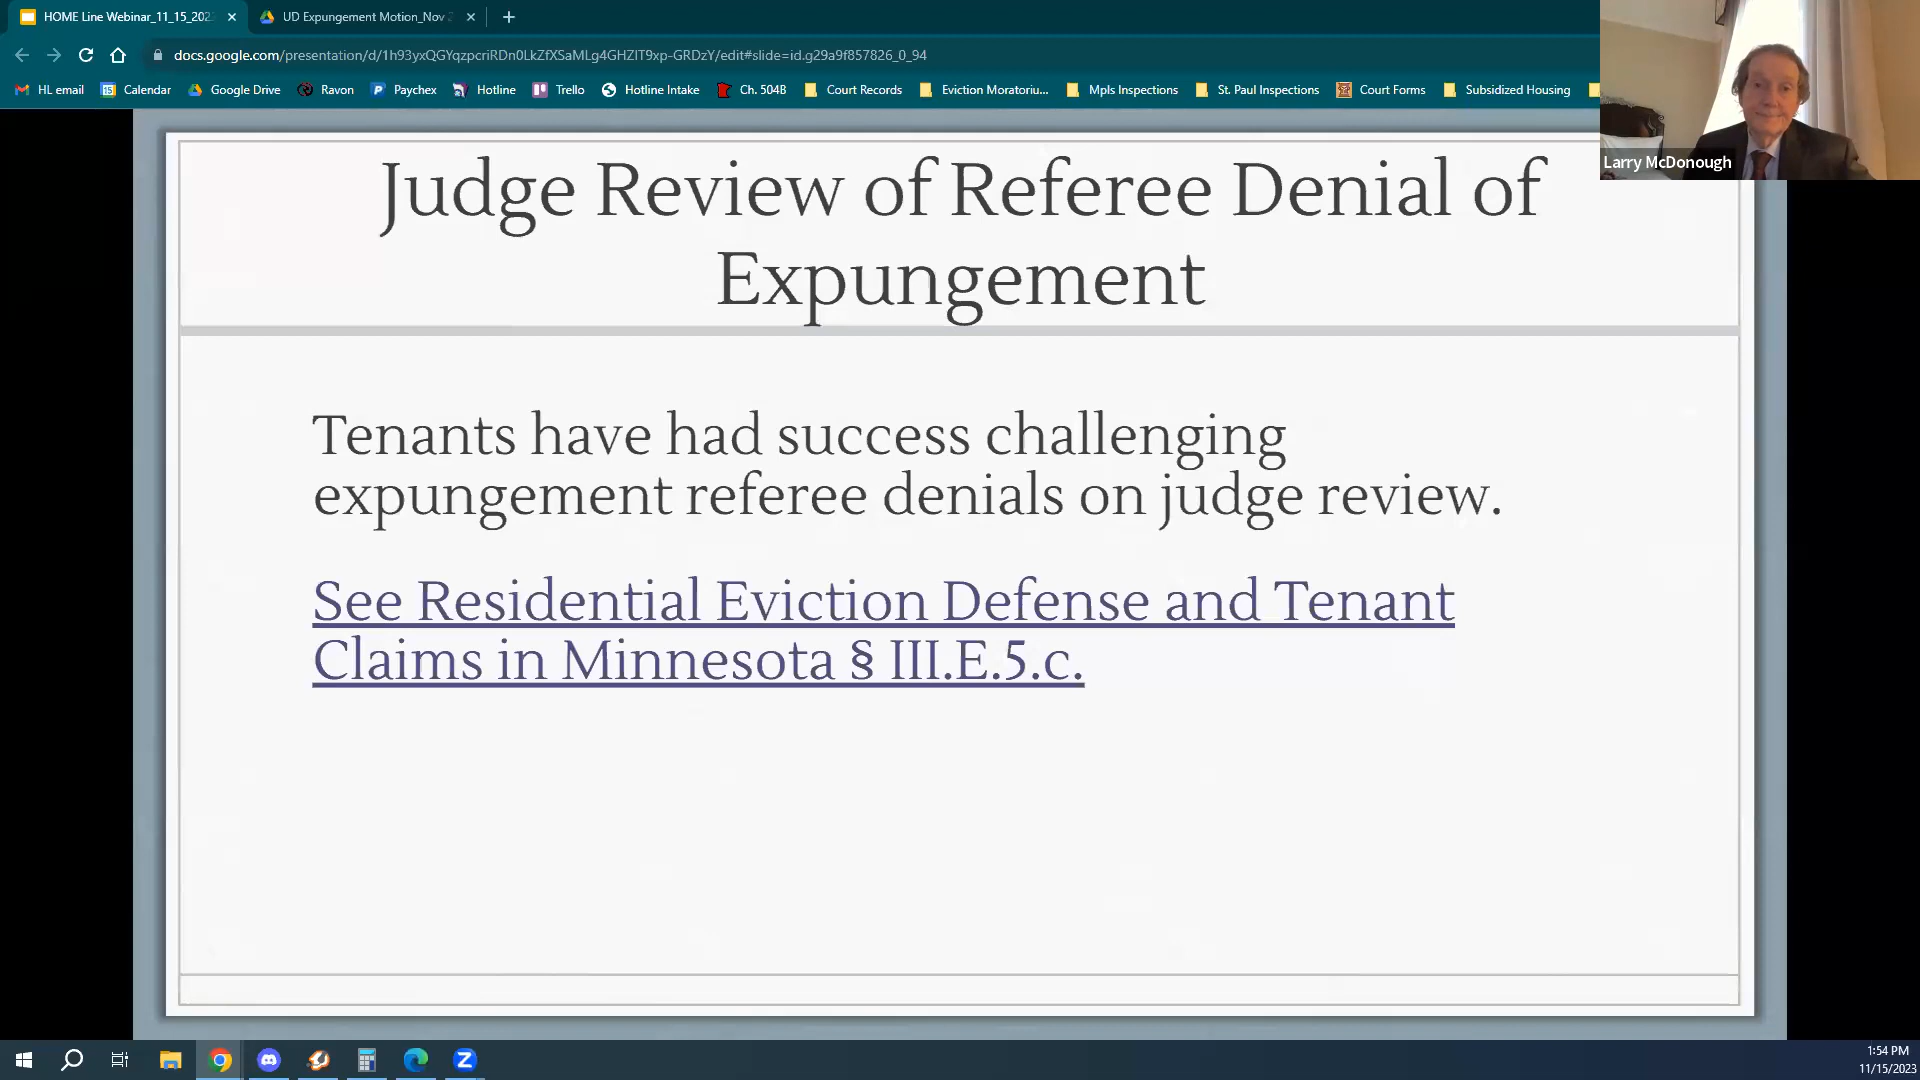 HOME Line Webinar_11_15_202
UD Expungement Motion_Nov 2
docs.google.com/presentation/d/1h93yxQGYqzpcriRDn0LkZfXSaMLg4GHZlT9xp-GRDzY/edit#slide=id.g29a9f857826_0_94
HL email Calendar Google Drive Ravon Paychex Hotline Trello Hotline Intake Ch. 504B Court Records Eviction Moratoriu... Mpls Inspections St. Paul Inspections Court Forms Subsidized Housing
Larry McDonough
Judge Review of Referee Denial of
Expungement
Tenants have had success challenging
expungement referee denials on judge review.
See Residential Eviction Defense and Tenant
Claims in Minnesota § III.E.5.c.
1:54 PM
11/15/2023